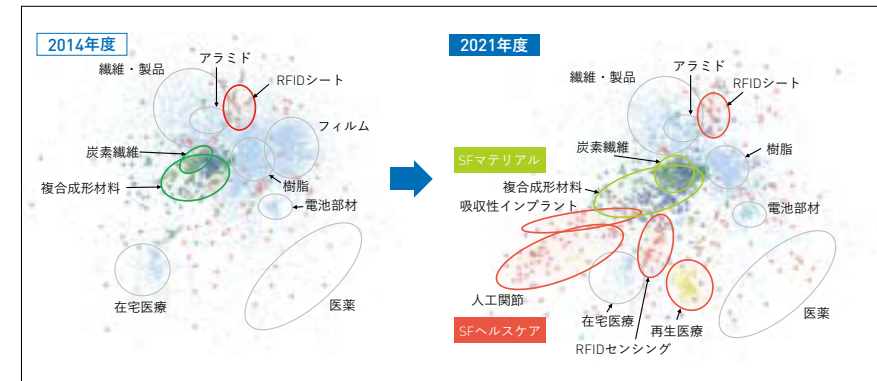 2014年度
アラミド
繊維・製品
RFIDシート
フィルム
炭素繊維
複合成形材料
樹脂
電池部材
在宅医療
医薬
2021年度
アラミド
繊維・製品
RFIDシート
炭素繊維
樹脂
SFマテリアル
複合成形材料
吸収性インプラント
電池部材
人工関節
在宅医療
再生医療
医薬
SFヘルスケア
RFIDセンシング